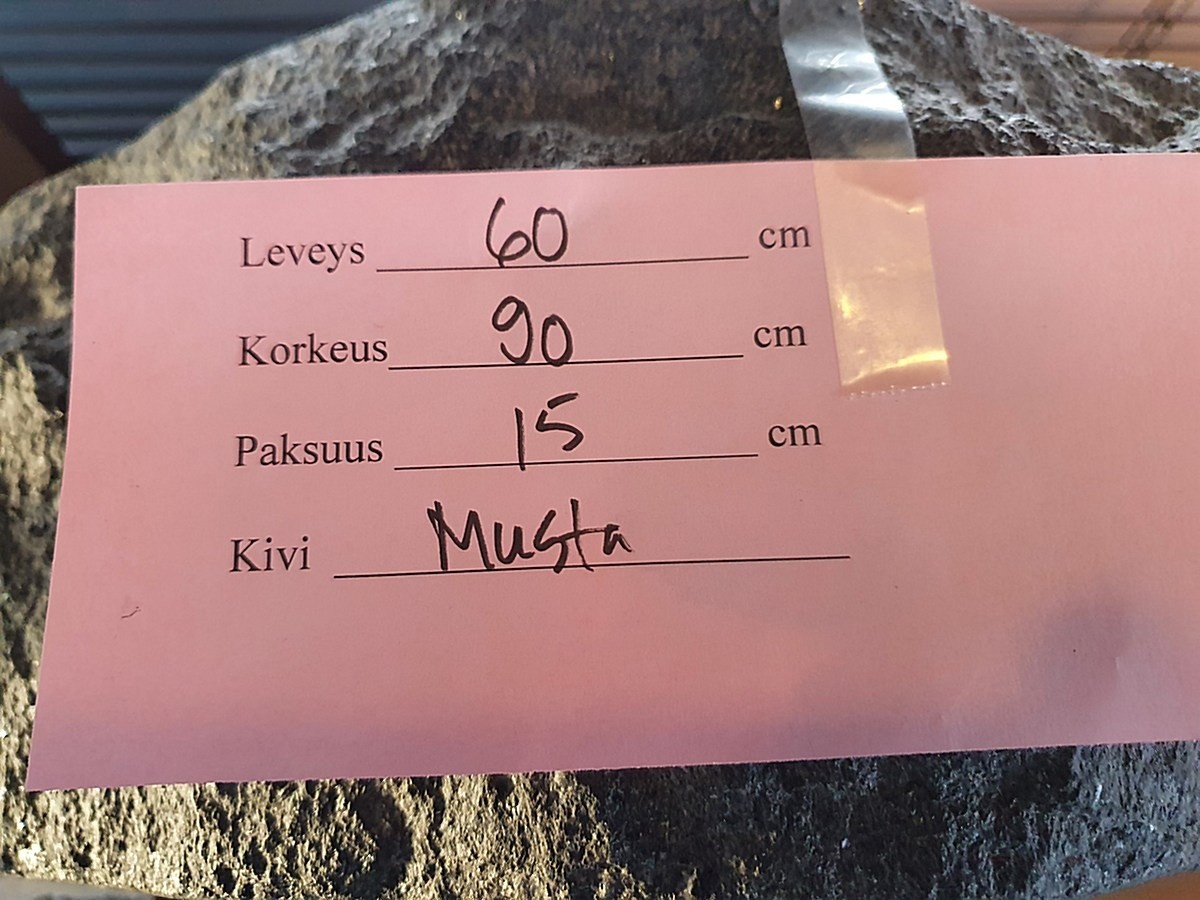 Leveys 60 cm
Korkeus 90 cm
Paksuus 15 cm
Kivi Musta